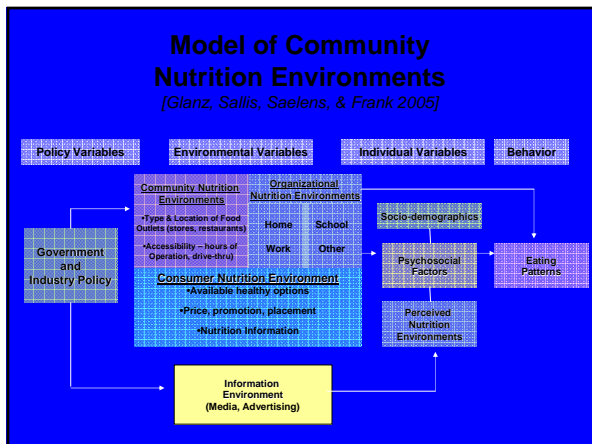 Model of Community
Nutrition Environments
[Glanz, Sallis, Saelens, & Frank 2005]
Policy Variables
Environmental Variables
Individual Variables
Behavior
Community Nutrition
Environments
•Type & Location of Food
Outlets (stores, restaurants)
•Accessibility – hours of
Operation, drive-thru)
Organizational
Nutrition Environments
Home
School
Work
Other
Government
and
Industry Policy
Consumer Nutrition Environment
•Available healthy options
•Price, promotion, placement
•Nutrition Information
Socio-demographics
Psychosocial
Factors
Perceived
Nutrition
Environments
Eating
Patterns
Information
Environment
(Media, Advertising)